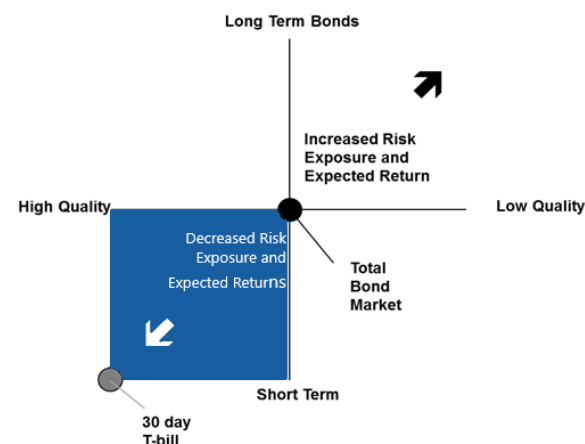 Long Term Bonds
Increased Risk
Exposure and
Expected Return
High Quality
Low Quality
Decreased Risk
Exposure and
Expected Returns
Total
Bond
Market
Short Term
30 day
T-bill